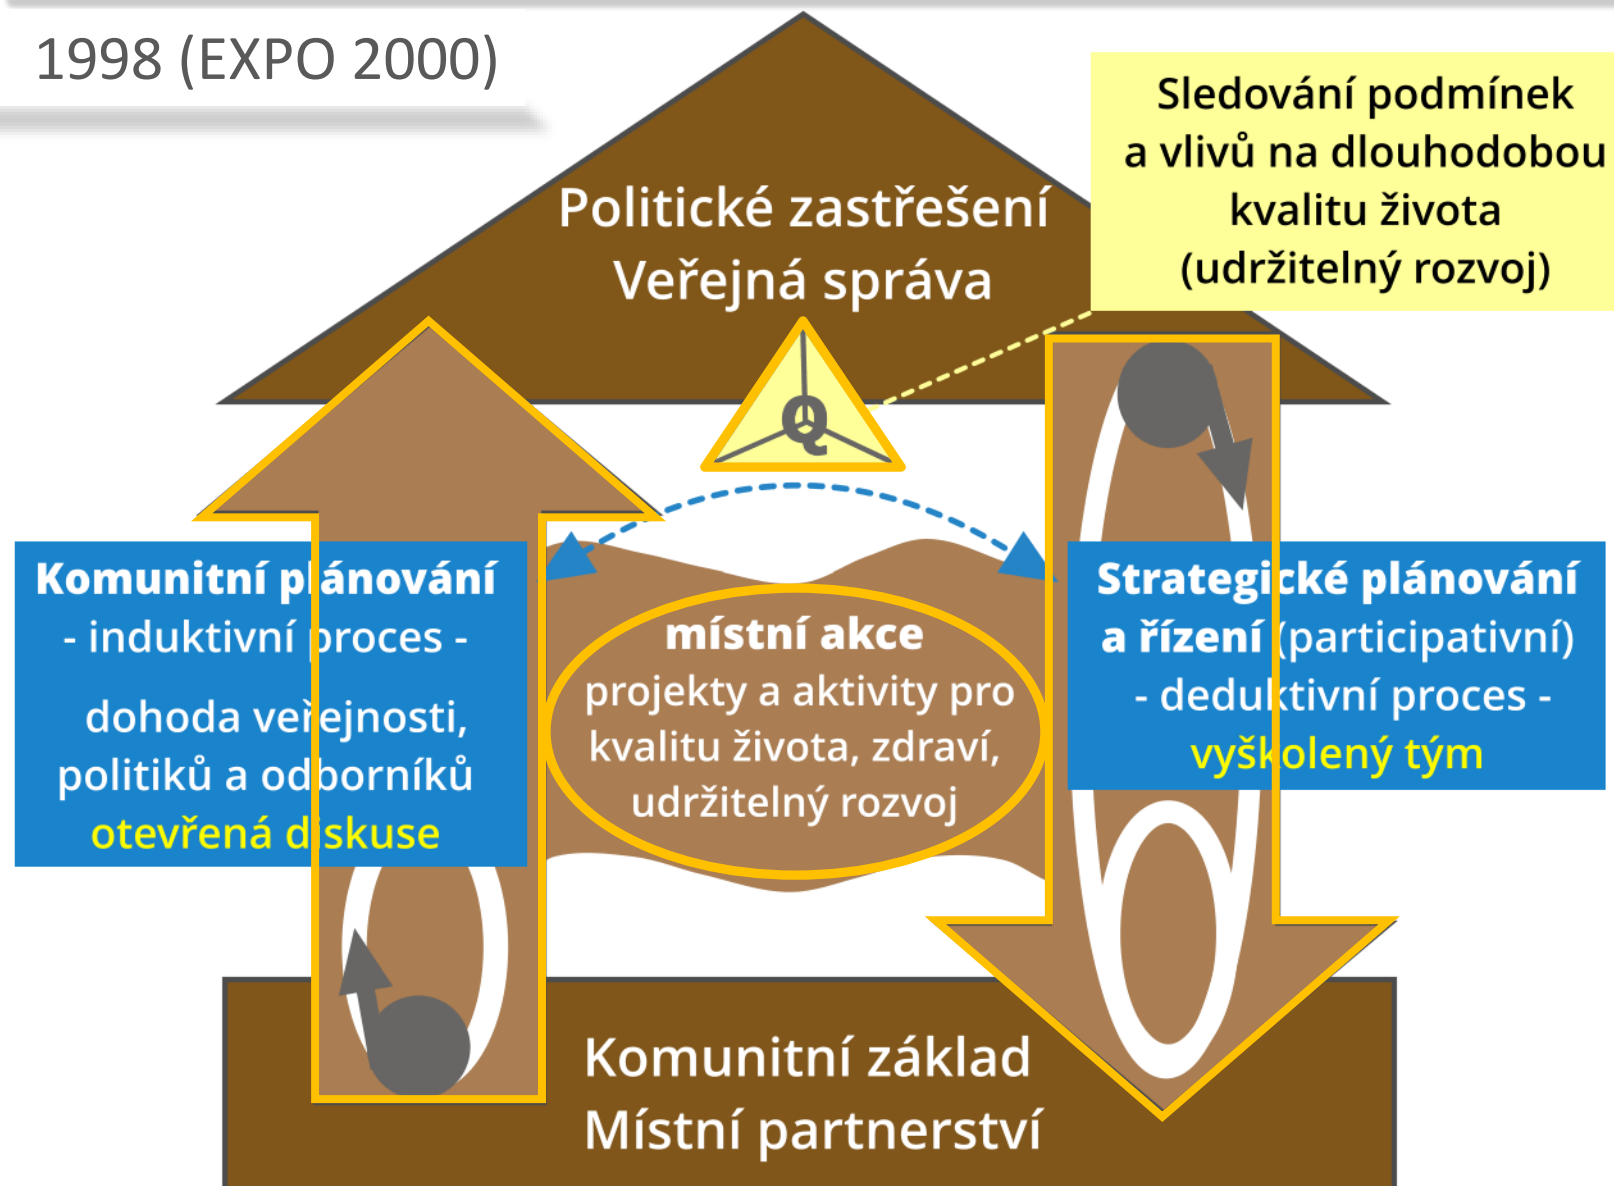 1998 (EXPO 2000)
Sledování podmínek
a vlivů na dlouhodobou
kvalitu života
(udržitelný rozvoj)
Politické zastřešení
Veřejná správa
Q
Komunitní plánování
- induktivní proces -
dohoda veřejnosti,
politiků a odborníků
otevřená diskuse
místní akce
projekty a aktivity pro
kvalitu života, zdraví,
udržitelný rozvoj
Strategické plánování
a řízení (participativní)
- deduktivní proces -
vyškolený tým
Komunitní základ
Místní partnerství